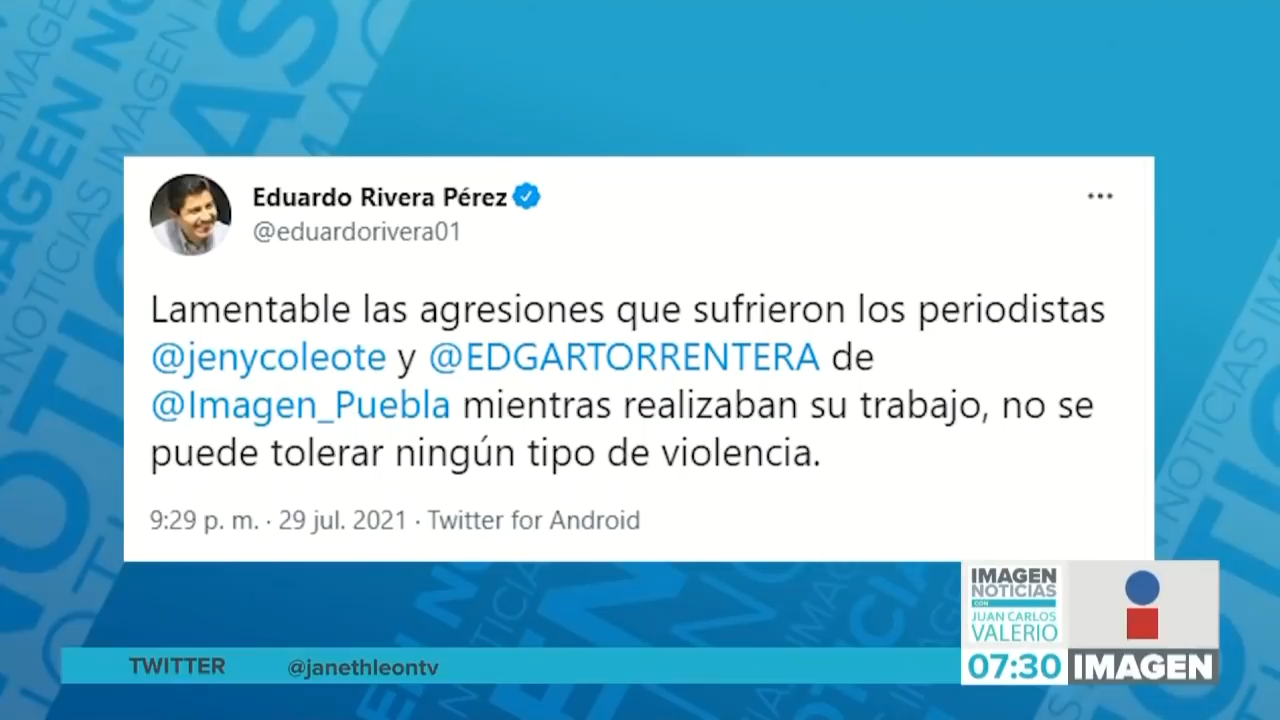 Eduardo Rivera Pérez
@eduardorivera01
Lamentable las agresiones que sufrieron los periodistas
@jenycoleote y @EDGARTORRENTERA de
@Imagen_Puebla mientras realizaban su trabajo, no se
puede tolerar ningún tipo de violencia.
9:29 p. m. · 29 jul. 2021 · Twitter for Android
IMAGEN
NOTICIAS
CON
JUAN CARLOS
VALERIO
07:30 IMAGEN
TWITTER @janethleontv